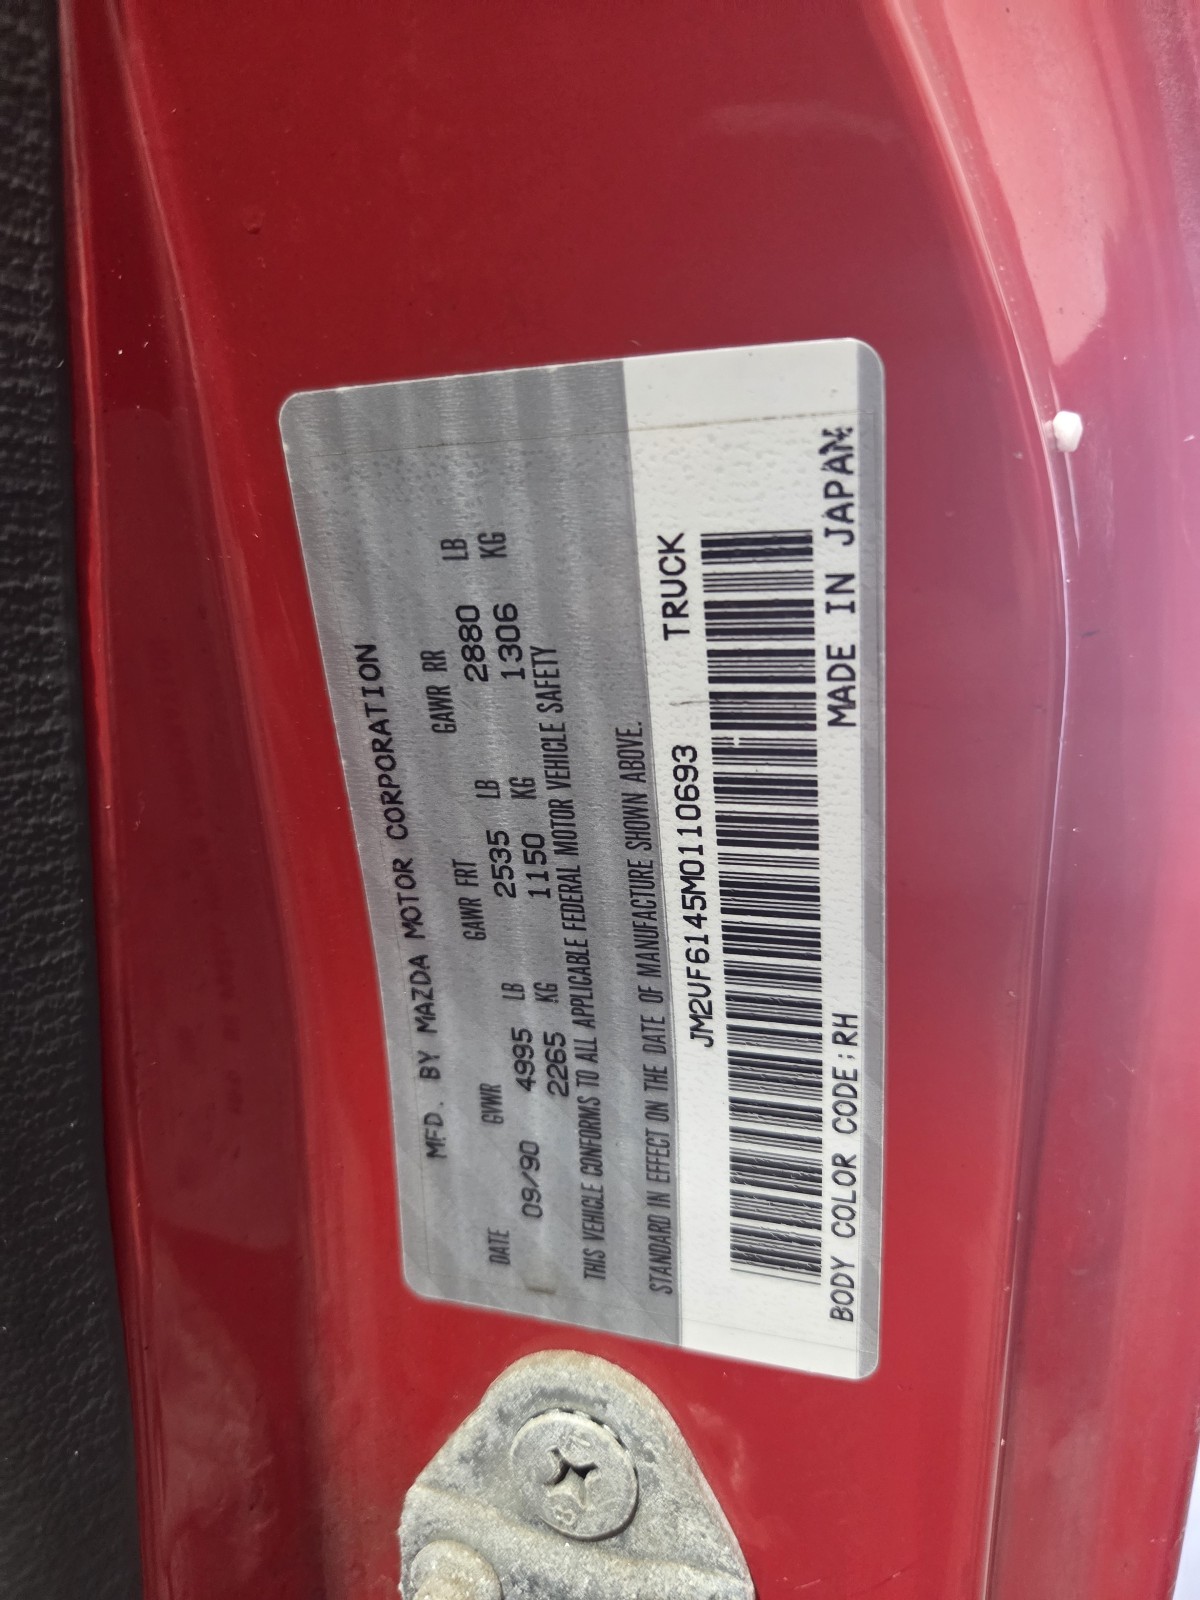 MFD. BY MAZDA MOTOR CORPORATION
DATE GVWR GAWR FRT GAWR RR
09/90 4995 LB 2535 LB 2880 LB
2265 KG 1150 KG 1306 KG
THIS VEHICLE CONFORMS TO ALL APPLICABLE FEDERAL MOTOR VEHICLE SAFETY
STANDARD IN EFFECT ON THE DATE OF MANUFACTURE SHOWN ABOVE.
JM2UF6145M0110693 TRUCK
BODY COLOR CODE:RH MADE IN JAPAN
8